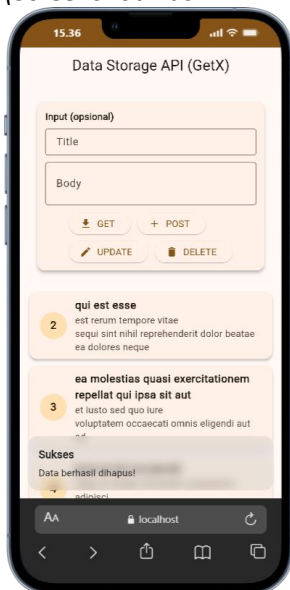 15.36
Data Storage API (GetX)
Input (opsional)
Title
Body
GET
POST
UPDATE
DELETE
2
qui est esse
est rerum tempore vitae
sequi sint nihil reprehenderit dolor beatae
ea dolores neque
3
ea molestias quasi exercitationem
repellat qui ipsa sit aut
et iusto sed quo iure
voluptatem occaecati omnis eligendi aut
ad
Sukses
Data berhasil dihapus!
adipisci
AA
localhost